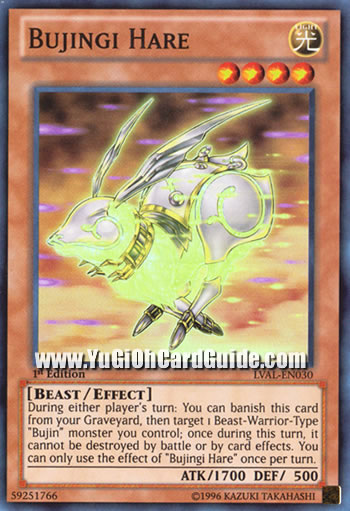 Bujingi Hare
LIGHT
光
www.YuGiOhCardGuide.com
1st Edition
LVAL-EN030
[Beast/Effect]
During either player's turn: You can banish this card
from your Graveyard, then target 1 Beast-Warrior-Type
"Bujin" monster you control; once during this turn, it
cannot be destroyed by battle or by card effects. You
can only use the effect of "Bujingi Hare" once per turn.
ATK/1700 DEF/ 500
59251766
©1996 KAZUKI TAKAHASHI